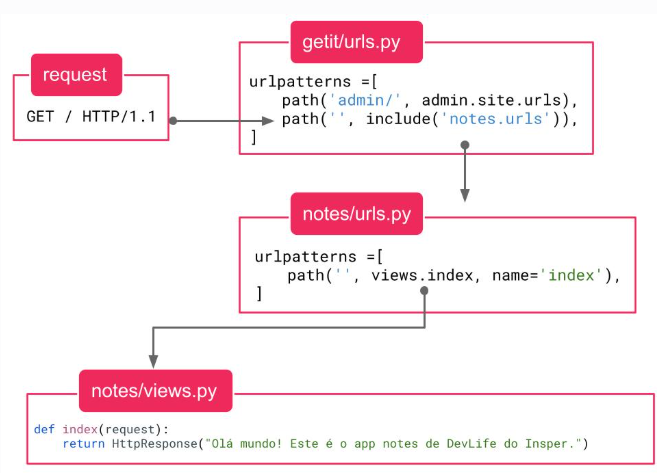 getit/urls.py
request
urlpatterns =[
path('admin/', admin.site.urls),
GET / HTTP/1.1
path('', include('notes.urls')),
]
notes/urls.py
urlpatterns =[
path('', views.index, name='index'),
]
notes/views.py
def index(request):
return HttpResponse("Olá mundo! Este é o app notes de DevLife do Insper.")